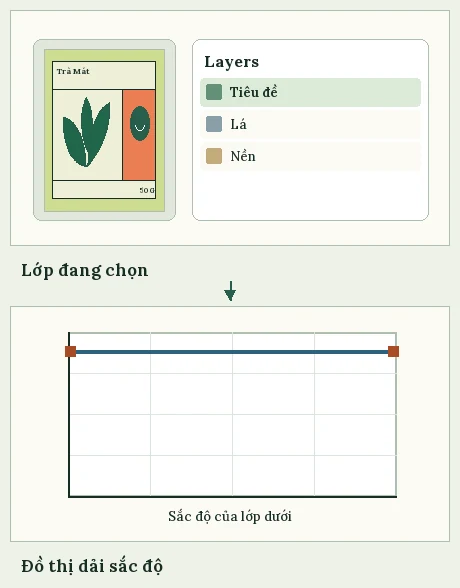 Trà Mát
50 G
Layers
Tiêu đề
Lá
Nền
Lớp đang chọn
Sắc độ của lớp dưới
Đồ thị dải sắc độ